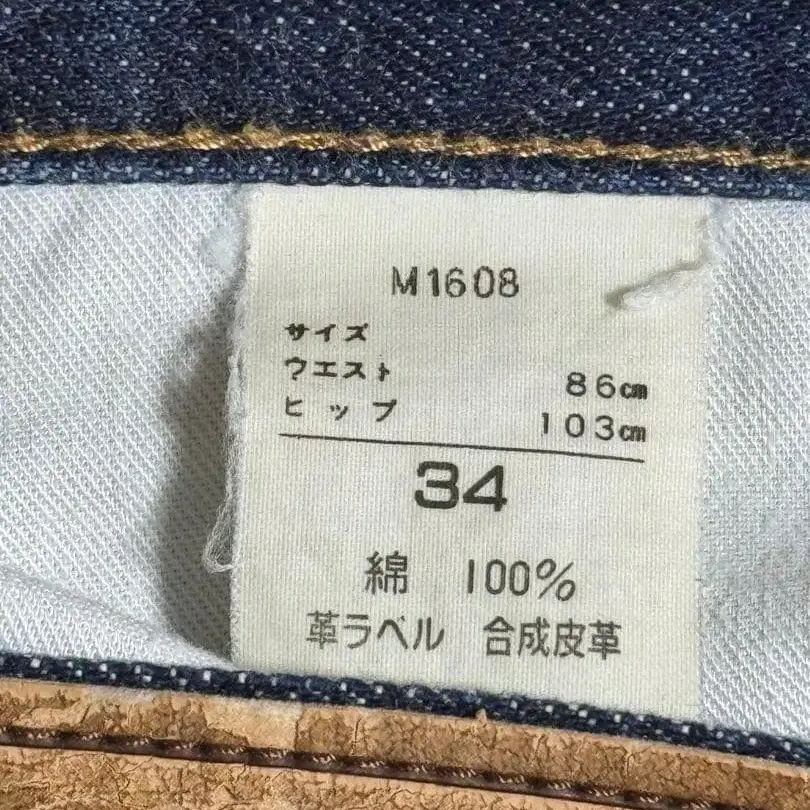 M1608
サイズ
ウエスト 86cm
ヒップ 103cm
34
綿 100%
革ラベル 合成皮革